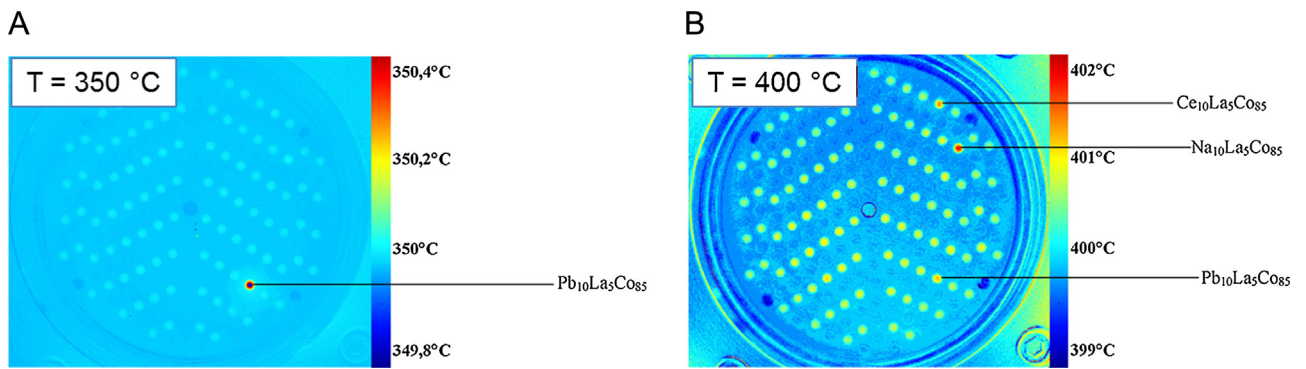 A
T = 350 °C
350,4°C
350,2°C
350°C
349,8°C
Pb₁₀La₅Co₈₅
B
T = 400 °C
402°C
401°C
400°C
399°C
Ce₁₀La₅Co₈₅
Na₁₀La₅Co₈₅
Pb₁₀La₅Co₈₅